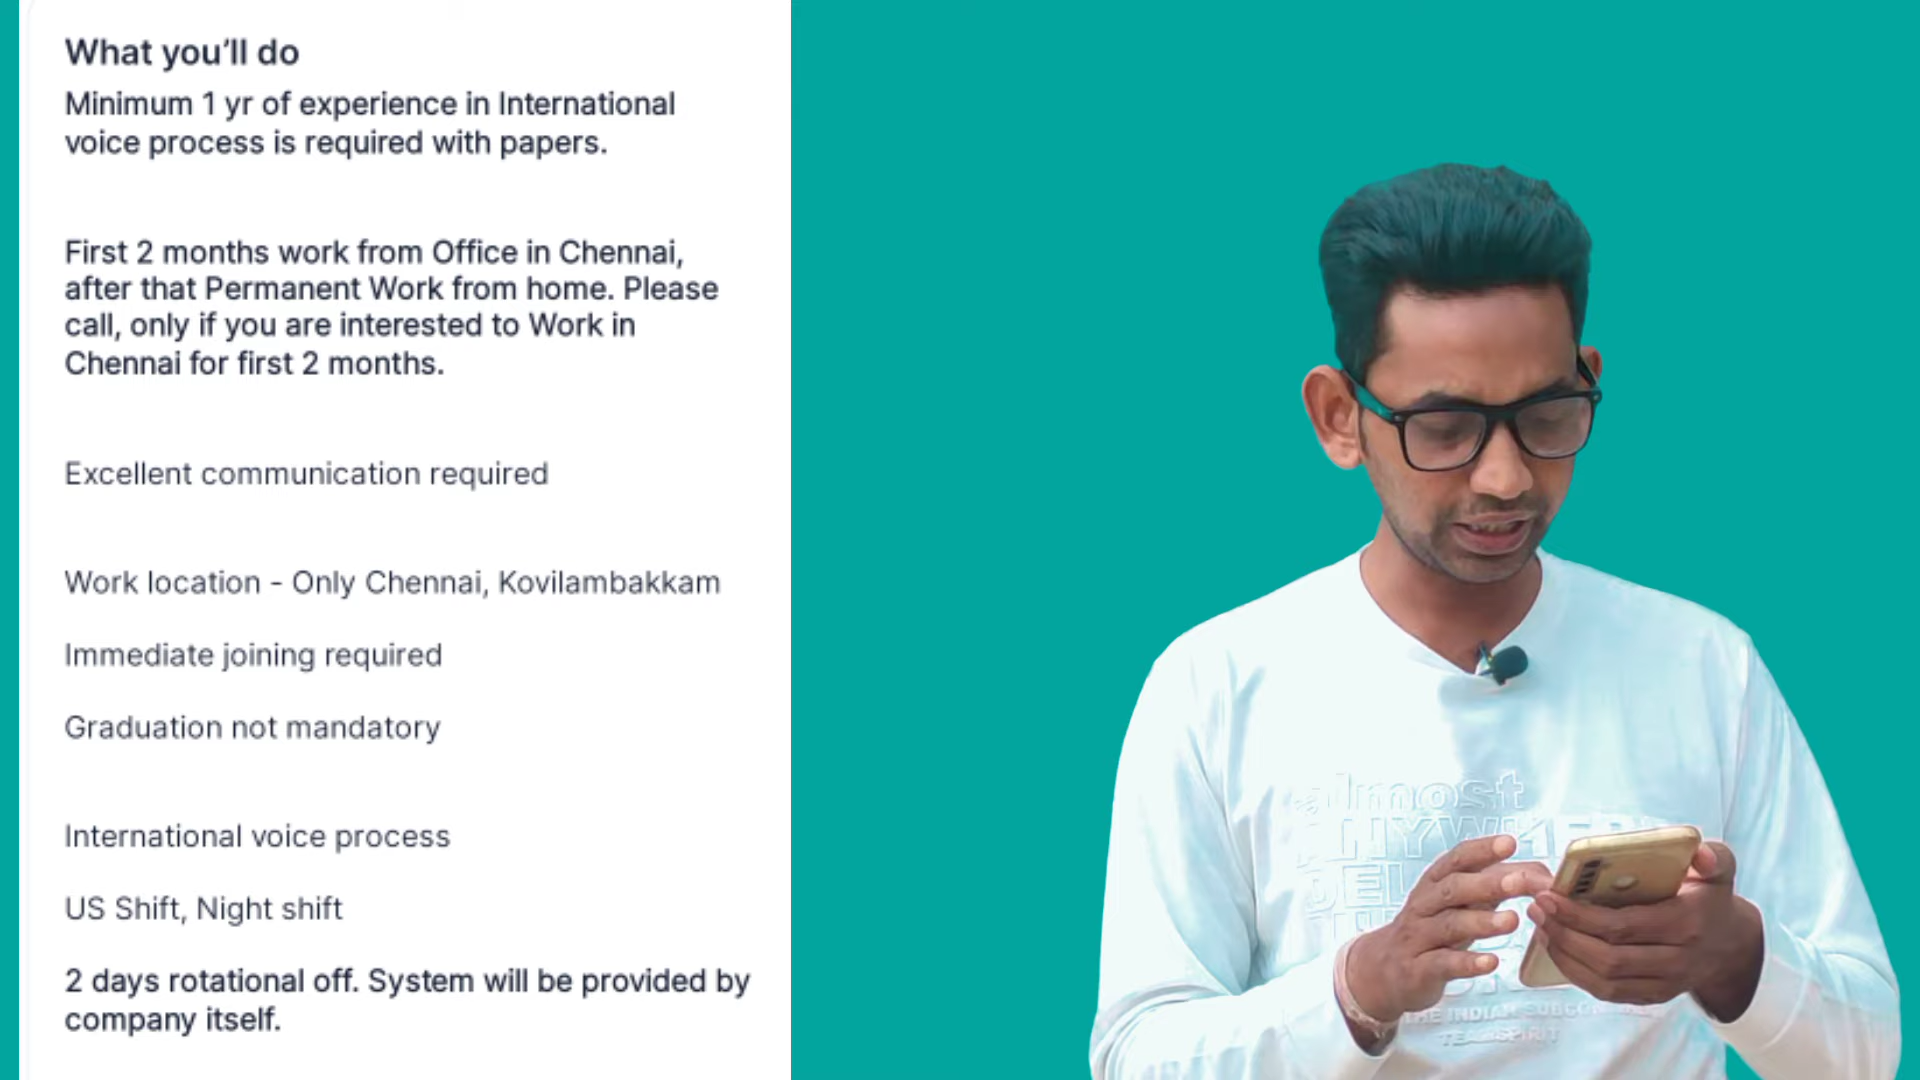 What you'll do
Minimum 1 yr of experience in International
voice process is required with papers.
First 2 months work from Office in Chennai,
after that Permanent Work from home. Please
call, only if you are interested to Work in
Chennai for first 2 months.
Excellent communication required
Work location - Only Chennai, Kovilambakkam
Immediate joining required
Graduation not mandatory
International voice process
US Shift, Night shift
2 days rotational off. System will be provided by
company itself.
almost
THE INDIAN SUBCON